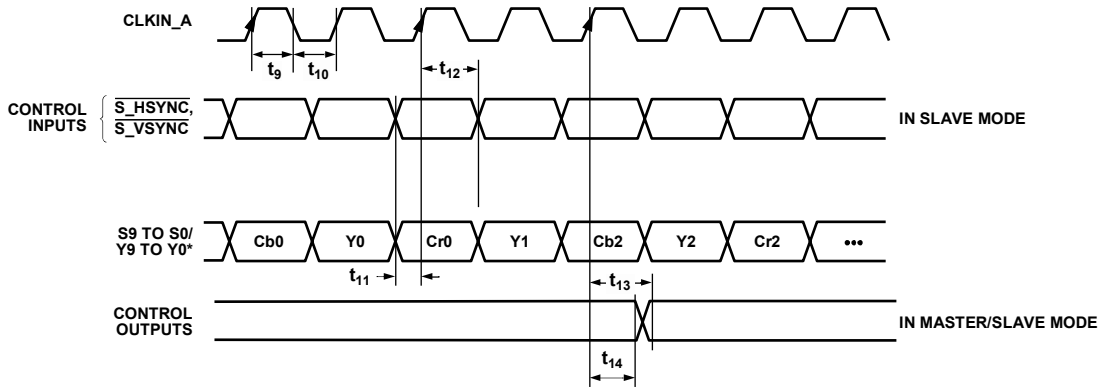 CLKIN_A
t9
t10
t12
CONTROL
INPUTS
S_HSYNC,
S_VSYNC
IN SLAVE MODE
S9 TO S0/
Y9 TO Y0*
Cb0
Y0
Cr0
Y1
Cb2
Y2
Cr2
•••
t11
t13
CONTROL
OUTPUTS
IN MASTER/SLAVE MODE
t14